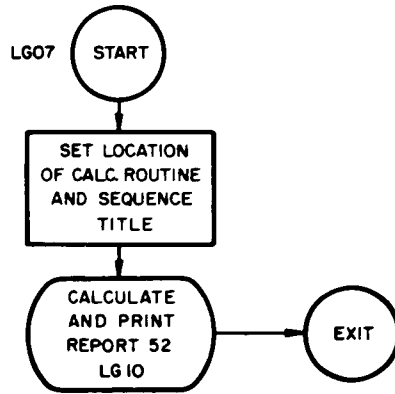 LG07 START
SET LOCATION
OF CALC. ROUTINE
AND SEQUENCE
TITLE
CALCULATE
AND PRINT
REPORT 52
LG10
EXIT